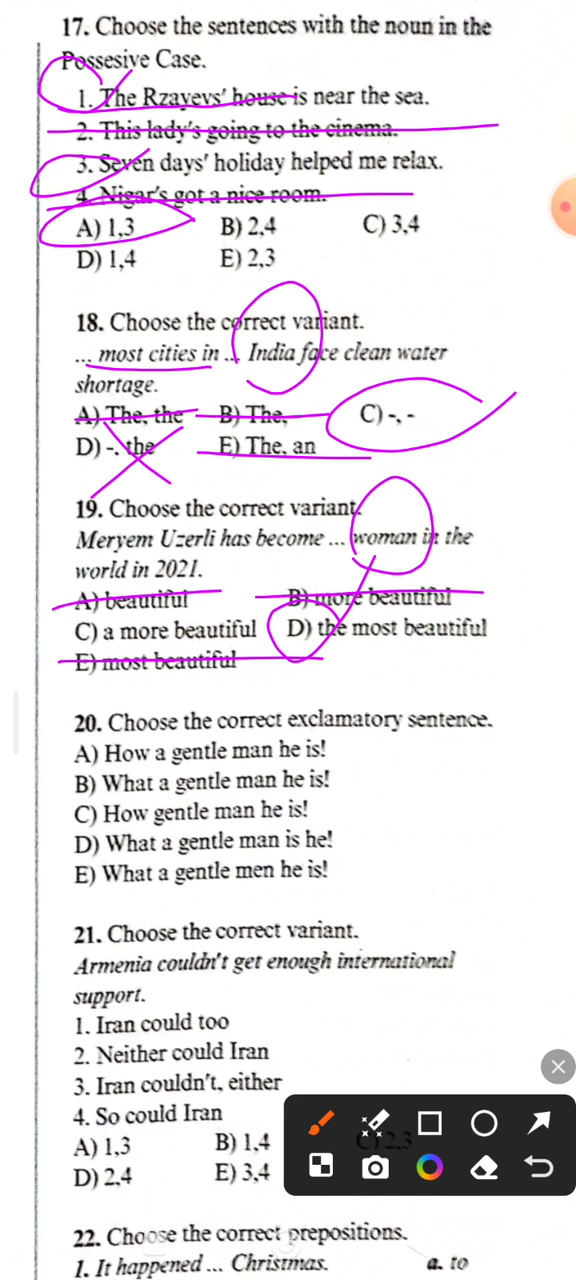 17. Choose the sentences with the noun in the
Possesive Case.
1. The Rzayevs' house is near the sea.
2. This lady's going to the cinema.
3. Seven days' holiday helped me relax.
4. Nigar's got a nice room.
A) 1,3 B) 2,4 C) 3,4
D) 1,4 E) 2,3
18. Choose the correct variant.
... most cities in ... India face clean water
shortage.
A) The, the B) The, C) -, -
D) -, the E) The, an
19. Choose the correct variant.
Meryem Uzerli has become ... woman in the
world in 2021.
A) beautiful B) more beautiful
C) a more beautiful D) the most beautiful
E) most beautiful
20. Choose the correct exclamatory sentence.
A) How a gentle man he is!
B) What a gentle man he is!
C) How gentle man he is!
D) What a gentle man is he!
E) What a gentle men he is!
21. Choose the correct variant.
Armenia couldn't get enough international
support.
1. Iran could too
2. Neither could Iran
3. Iran couldn't, either
4. So could Iran
A) 1,3 B) 1,4 C) 2,3
D) 2,4 E) 3,4
22. Choose the correct prepositions.
1. It happened ... Christmas. a. to